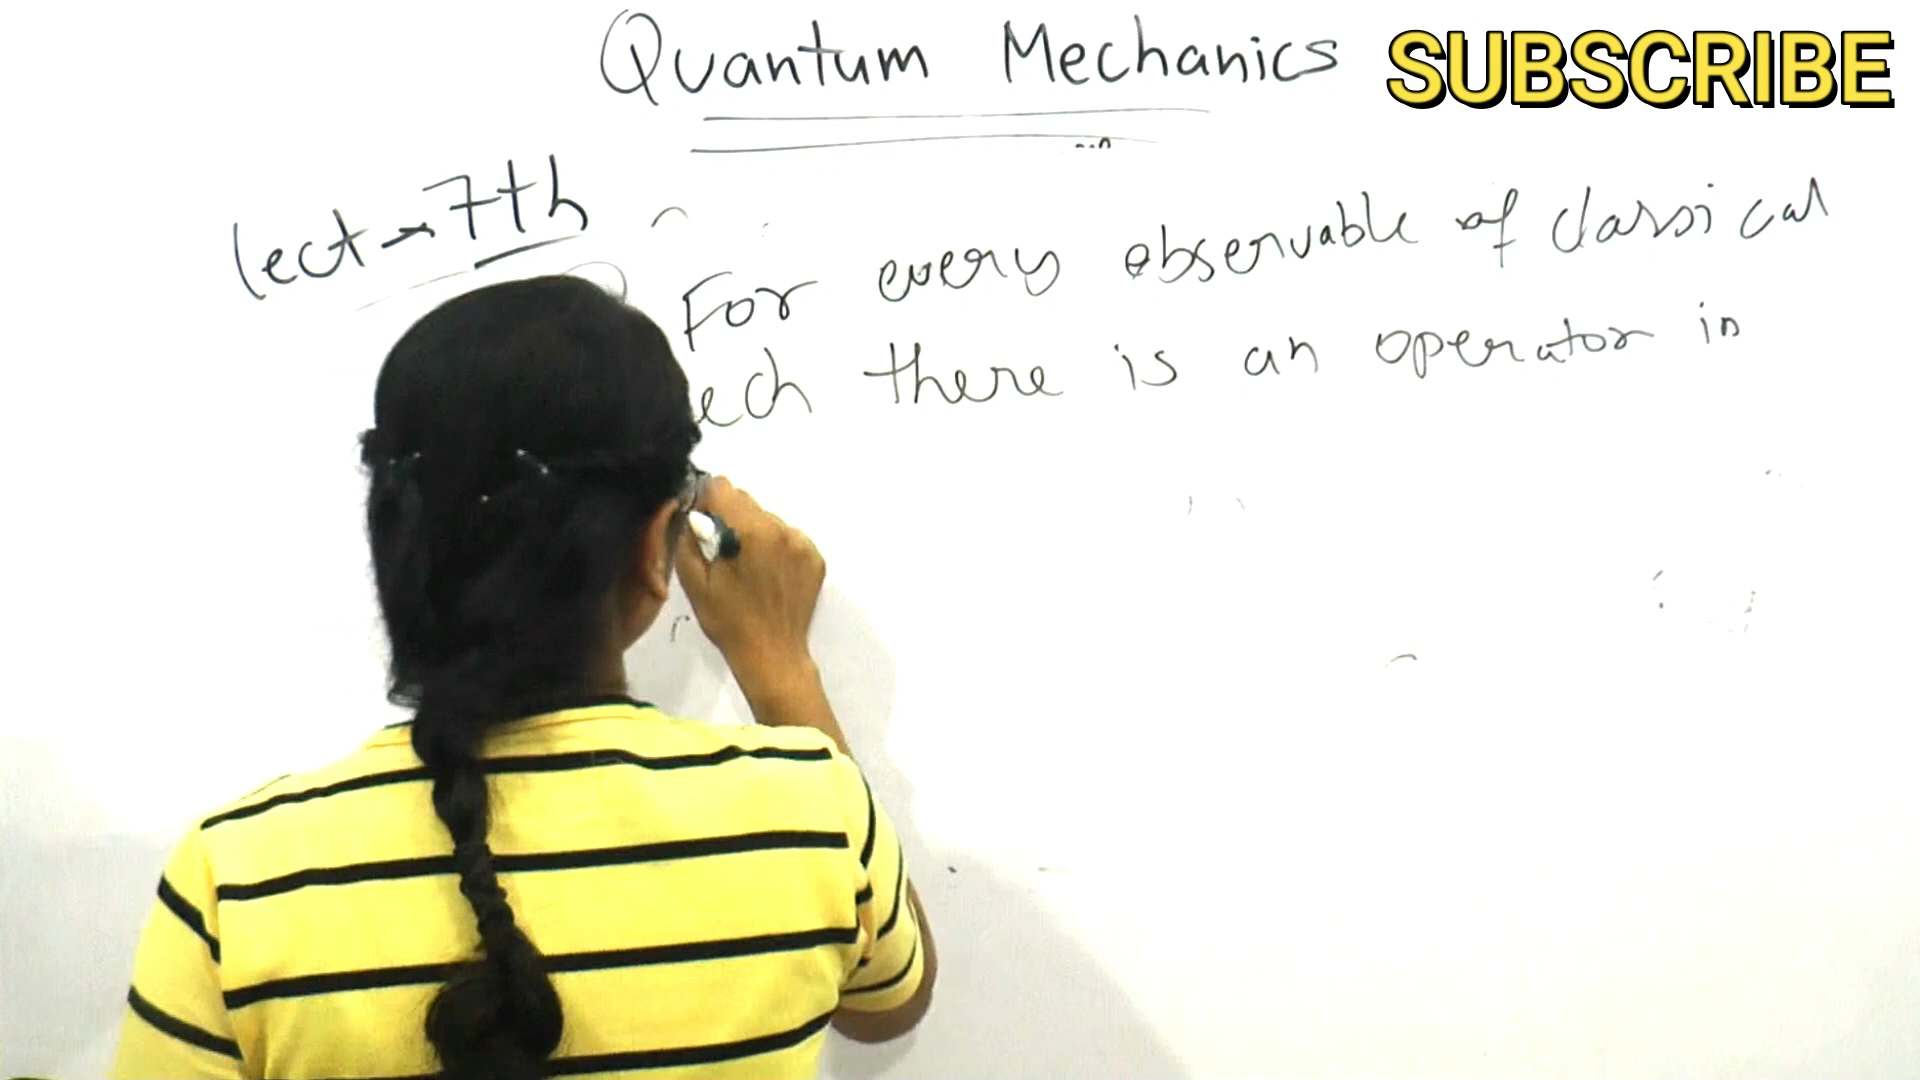 Quantum Mechanics
SUBSCRIBE
lect - 7th
For every observable of classical
ech there is an operator in